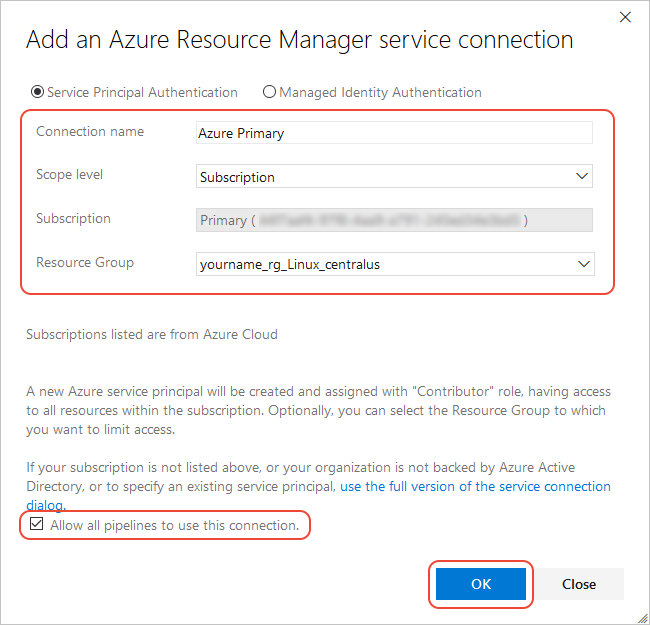 Add an Azure Resource Manager service connection
Service Principal Authentication Managed Identity Authentication
Connection name Azure Primary
Scope level Subscription
Subscription Primary ( )
Resource Group yourname_rg_Linux_centralus
Subscriptions listed are from Azure Cloud
A new Azure service principal will be created and assigned with "Contributor" role, having access
to all resources within the subscription. Optionally, you can select the Resource Group to which
you want to limit access.
If your subscription is not listed above, or your organization is not backed by Azure Active
Directory, or to specify an existing service principal, use the full version of the service connection
dialog.
Allow all pipelines to use this connection.
OK Close